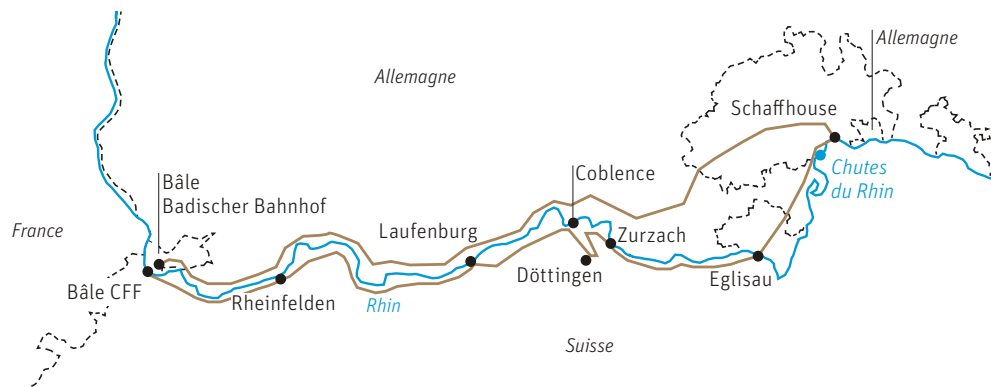 Allemagne
Allemagne
Schaffhouse
Chutes
du Rhin
Coblence
Bâle
Badischer Bahnhof
France
Laufenburg
Zurzach
Döttingen
Eglisau
Bâle CFF
Rheinfelden
Rhin
Suisse